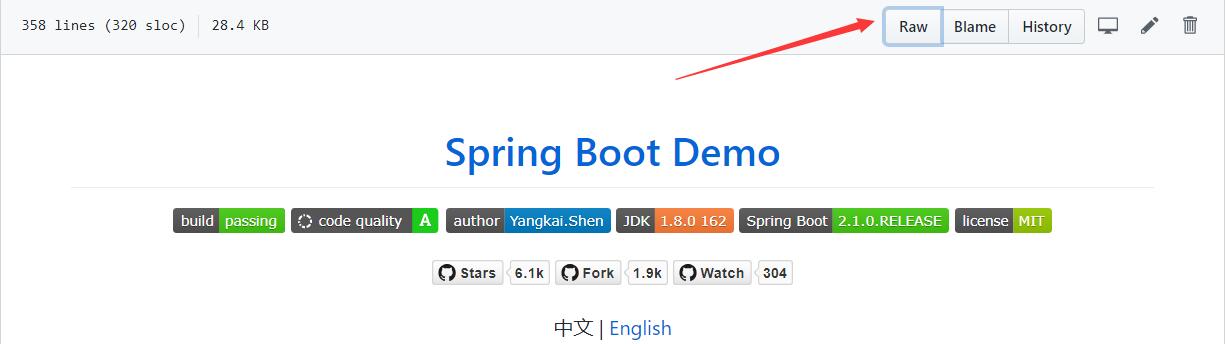 358 lines (320 sloc) 28.4 KB Raw Blame History
Spring Boot Demo
build passing code quality A author Yangkai.Shen JDK 1.8.0 162 Spring Boot 2.1.0.RELEASE license MIT
Stars 6.1k Fork 1.9k Watch 304
中文 | English